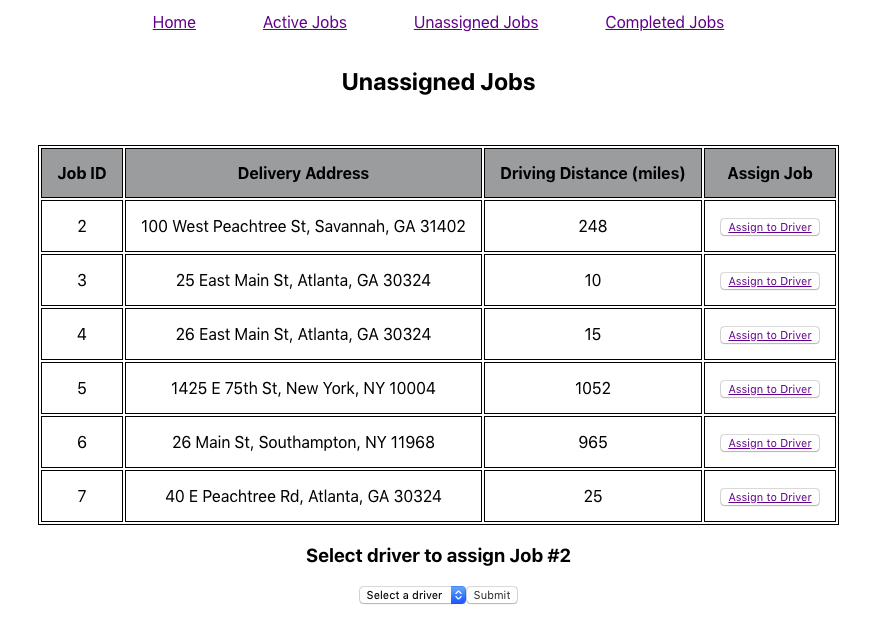 Home Active Jobs Unassigned Jobs Completed Jobs
Unassigned Jobs
Job ID Delivery Address Driving Distance (miles) Assign Job
2 100 West Peachtree St, Savannah, GA 31402 248 Assign to Driver
3 25 East Main St, Atlanta, GA 30324 10 Assign to Driver
4 26 East Main St, Atlanta, GA 30324 15 Assign to Driver
5 1425 E 75th St, New York, NY 10004 1052 Assign to Driver
6 26 Main St, Southampton, NY 11968 965 Assign to Driver
7 40 E Peachtree Rd, Atlanta, GA 30324 25 Assign to Driver
Select driver to assign Job #2
Select a driver Submit